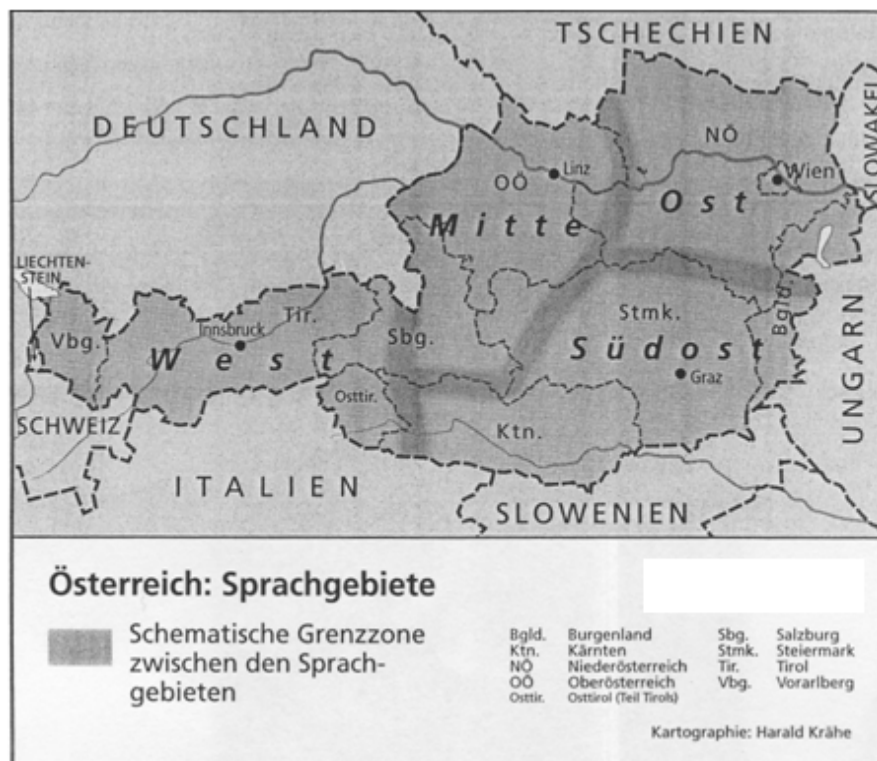 TSCHECHIEN
DEUTSCHLAND
SLOWAKEI
NÖ
Linz
Wien
OÖ
Ost
Mitte
LIECHTEN-
STEIN
Bgld.
Tir.
Stmk.
Innsbruck
Vbg.
Sbg.
West
Südost
UNGARN
Graz
Osttir.
SCHWEIZ
Ktn.
ITALIEN
SLOWENIEN
Österreich: Sprachgebiete
Schematische Grenzzone
zwischen den Sprach-
gebieten
Bgld. Burgenland
Ktn. Kärnten
NÖ Niederösterreich
OÖ Oberösterreich
Osttir. Osttirol (Teil Tirols)
Sbg. Salzburg
Stmk. Steiermark
Tir. Tirol
Vbg. Vorarlberg
Kartographie: Harald Krähe